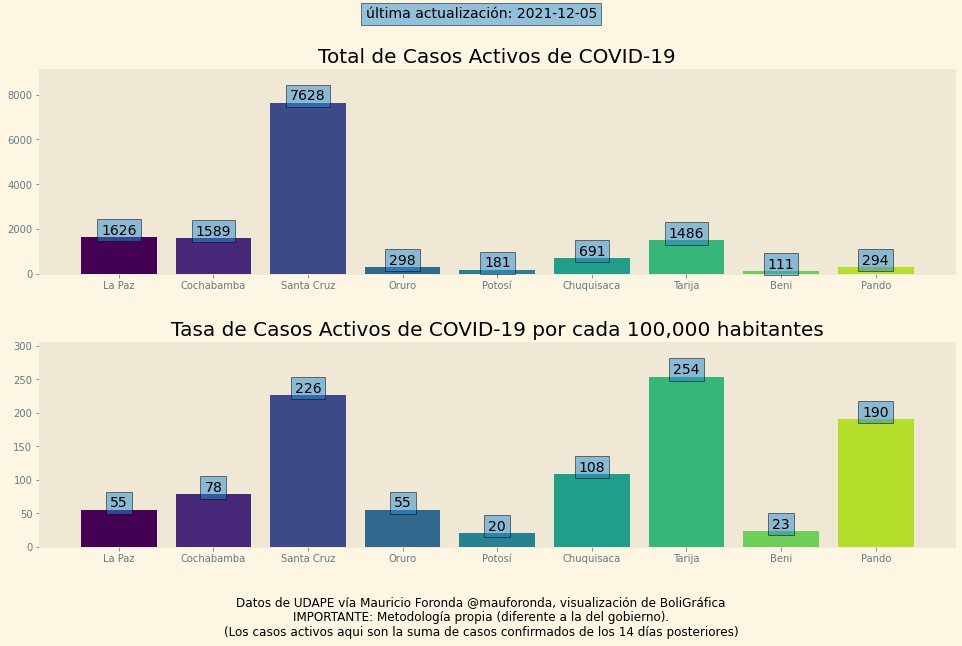 última actualización: 2021-12-05
Total de Casos Activos de COVID-19
8000
6000
4000
2000
0
1626
1589
7628
298
181
691
1486
111
294
La Paz
Cochabamba
Santa Cruz
Oruro
Potosí
Chuquisaca
Tarija
Beni
Pando
Tasa de Casos Activos de COVID-19 por cada 100,000 habitantes
300
250
200
150
100
50
0
55
78
226
55
20
108
254
23
190
La Paz
Cochabamba
Santa Cruz
Oruro
Potosí
Chuquisaca
Tarija
Beni
Pando
Datos de UDAPE vía Mauricio Foronda @mauforonda, visualización de BoliGráfica
IMPORTANTE: Metodología propia (diferente a la del gobierno).
(Los casos activos aqui son la suma de casos confirmados de los 14 días posteriores)